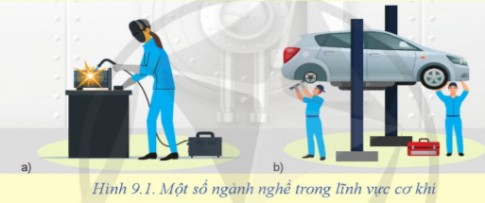 a)
b)
Hình 9.1. Một số ngành nghề trong lĩnh vực cơ khí